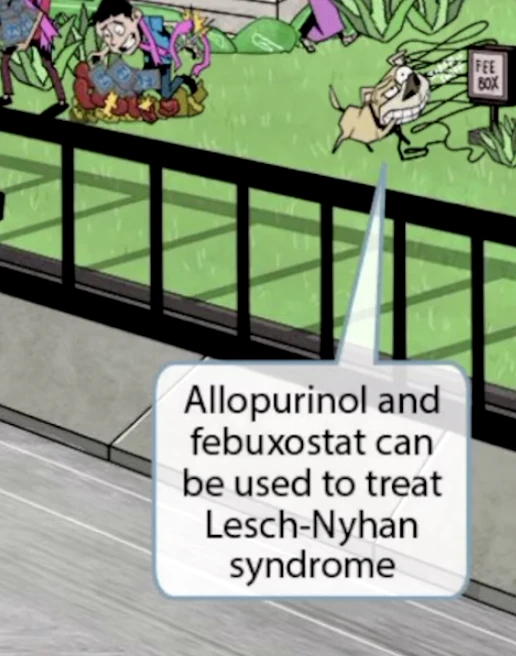 FEE
BOX
Allopurinol and
febuxostat can
be used to treat
Lesch-Nyhan
syndrome